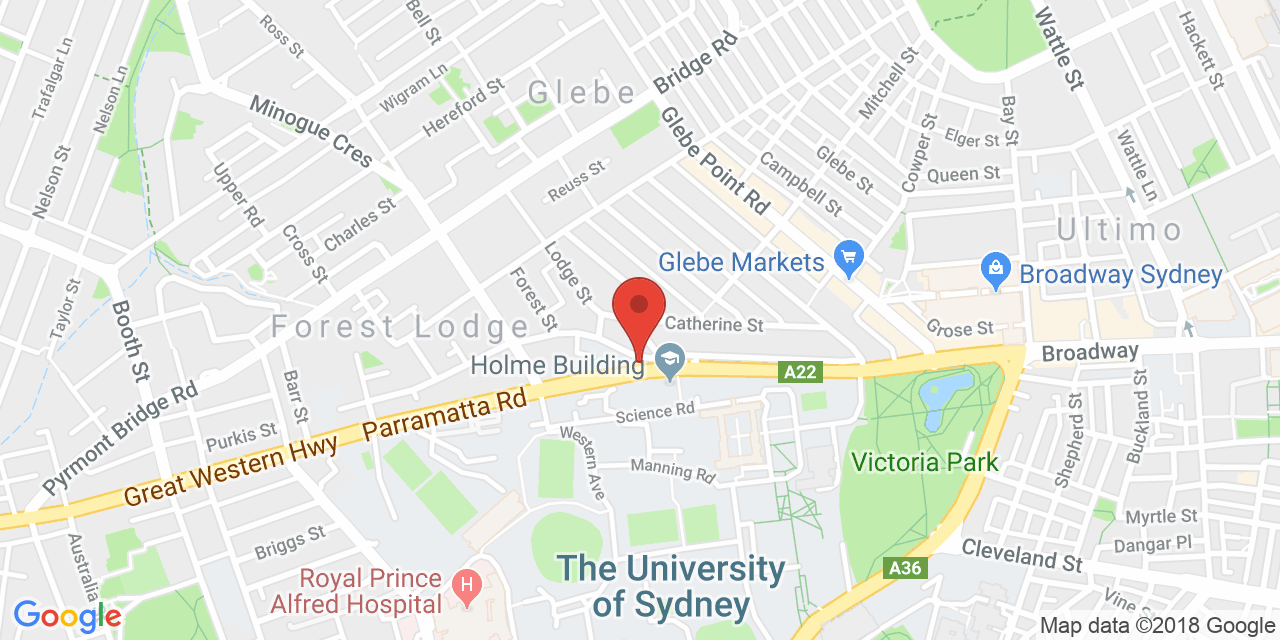 Trafalgar Ln
Nelson Ln
Ross St
Bell St
Wigram Ln
Hereford St
Glebe
Bridge Rd
Mitchell St
Wattle St
Hackett St
Minogue Cres
Glebe Point Rd
Bay St
Elger St
Cowper St
Queen St
Wattle Ln
Nelson St
Upper Rd
Charles St
Cross St
Reuss St
Campbell St
Glebe St
Ultimo
Lodge St
Forest St
Glebe Markets
Broadway Sydney
Taylor St
Booth St
Forest Lodge
Catherine St
Grose St
Broadway
Holme Building
A22
Pyrmont Bridge Rd
Barr St
Purkis St
Parramatta Rd
Great Western Hwy
Science Rd
Western Ave
Manning Rd
Victoria Park
Shepherd St
Buckland St
Myrtle St
Dangar Pl
Cleveland St
Briggs St
Australia
The University
of Sydney
A36
Royal Prince
Alfred Hospital
H
Vine St
Google
Map data ©2018 Google